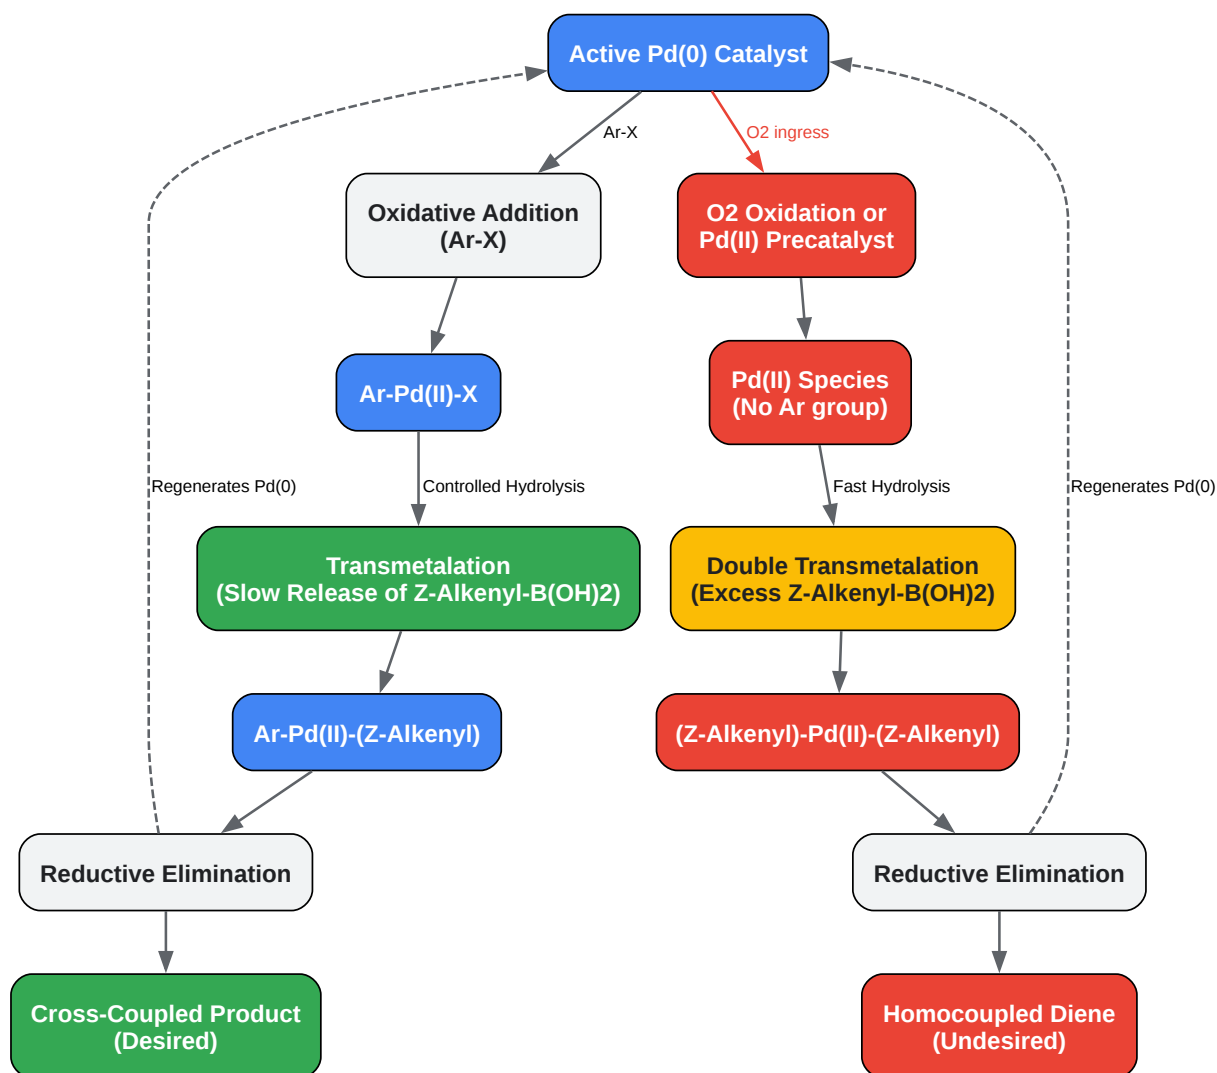 Active Pd(0) Catalyst
Ar-X
O2 ingress
Oxidative Addition
(Ar-X)
O2 Oxidation or
Pd(II) Precatalyst
Ar-Pd(II)-X
Pd(II) Species
(No Ar group)
Regenerates Pd(0)
Controlled Hydrolysis
Fast Hydrolysis
Regenerates Pd(0)
Transmetalation
(Slow Release of Z-Alkenyl-B(OH)2)
Double Transmetalation
(Excess Z-Alkenyl-B(OH)2)
Ar-Pd(II)-(Z-Alkenyl)
(Z-Alkenyl)-Pd(II)-(Z-Alkenyl)
Reductive Elimination
Reductive Elimination
Cross-Coupled Product
(Desired)
Homocoupled Diene
(Undesired)